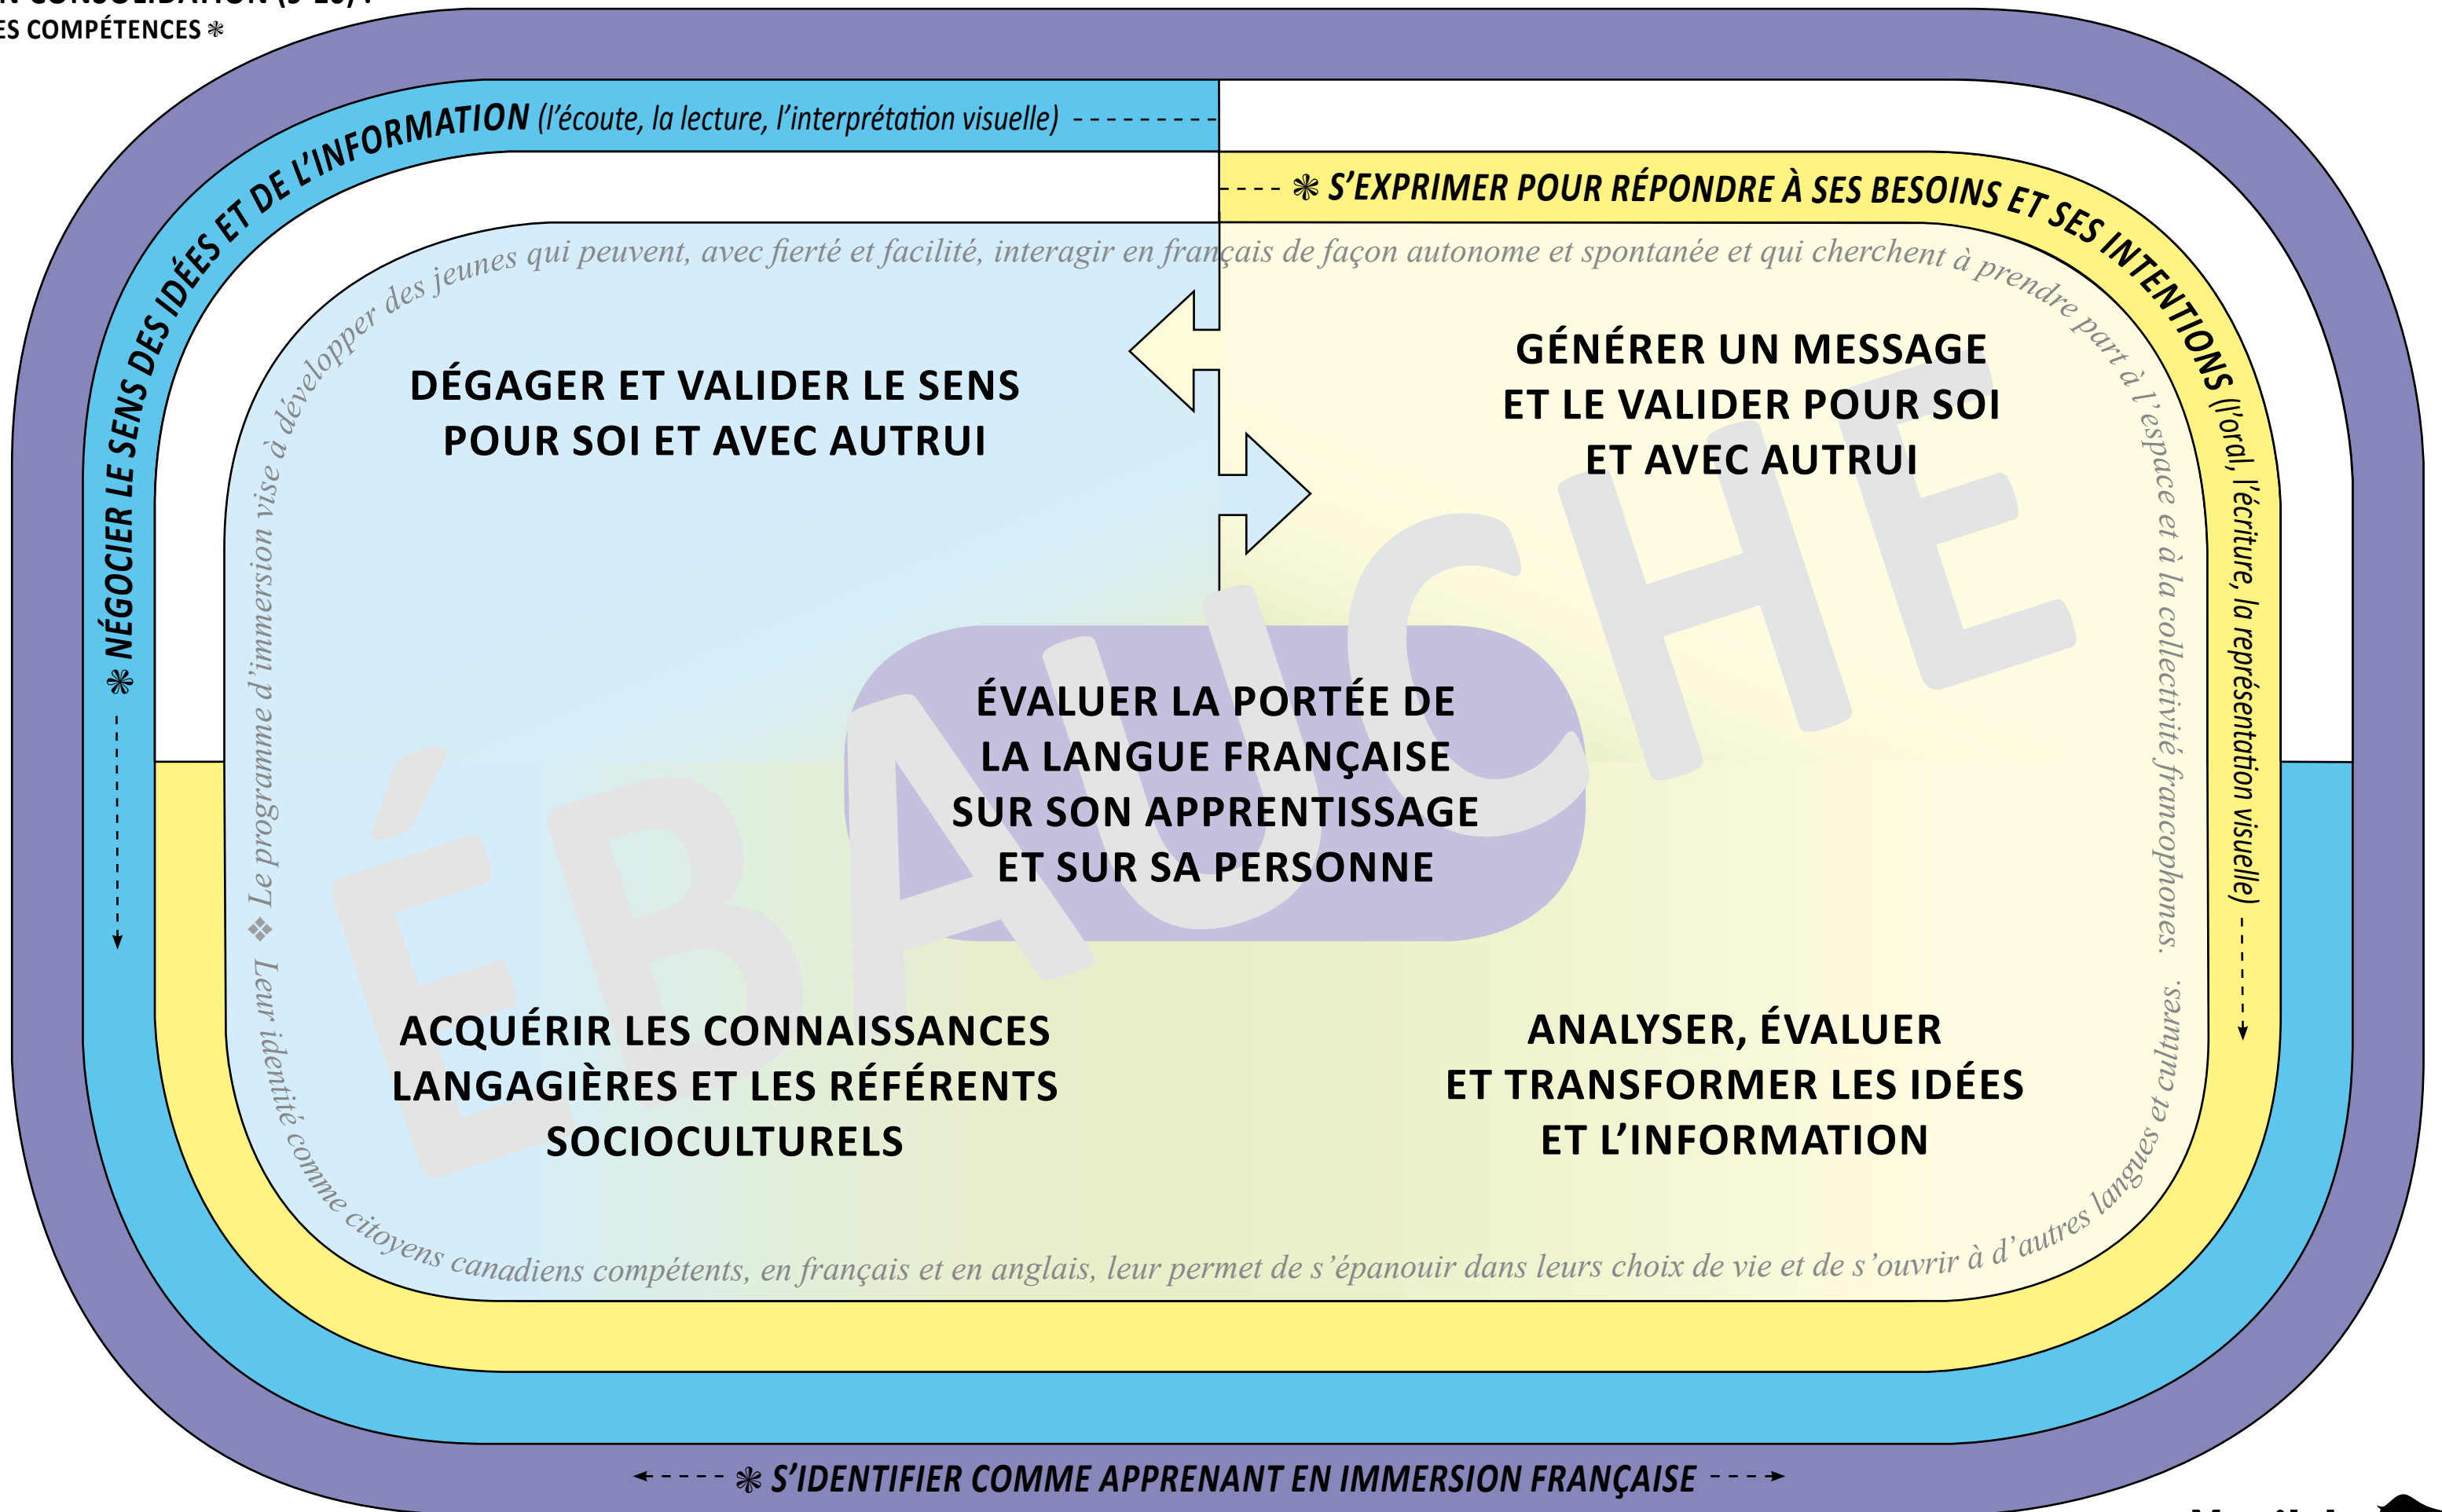 CONSOLIDATION (9-10) :
ES COMPÉTENCES ❃
❃ NÉGOCIER LE SENS DES IDÉES ET DE L’INFORMATION (l’écoute, la lecture, l’interprétation visuelle)
❃ S’EXPRIMER POUR RÉPONDRE À SES BESOINS ET SES INTENTIONS (l’oral, l’écriture, la représentation visuelle)
❖ Le programme d’immersion vise à développer des jeunes qui peuvent, avec fierté et facilité, interagir en français de façon autonome et spontanée et qui cherchent à prendre part à l’espace et à la collectivité francophones.
DÉGAGER ET VALIDER LE SENS
POUR SOI ET AVEC AUTRUI
GÉNÉRER UN MESSAGE
ET LE VALIDER POUR SOI
ET AVEC AUTRUI
ÉBAUCHE
ÉVALUER LA PORTÉE DE
LA LANGUE FRANÇAISE
SUR SON APPRENTISSAGE
ET SUR SA PERSONNE
ACQUÉRIR LES CONNAISSANCES
LANGAGIÈRES ET LES RÉFÉRENTS
SOCIOCULTURELS
ANALYSER, ÉVALUER
ET TRANSFORMER LES IDÉES
ET L’INFORMATION
Leur identité comme citoyens canadiens compétents, en français et en anglais, leur permet de s’épanouir dans leurs choix de vie et de s’ouvrir à d’autres langues et cultures.
❃ S’IDENTIFIER COMME APPRENANT EN IMMERSION FRANÇAISE